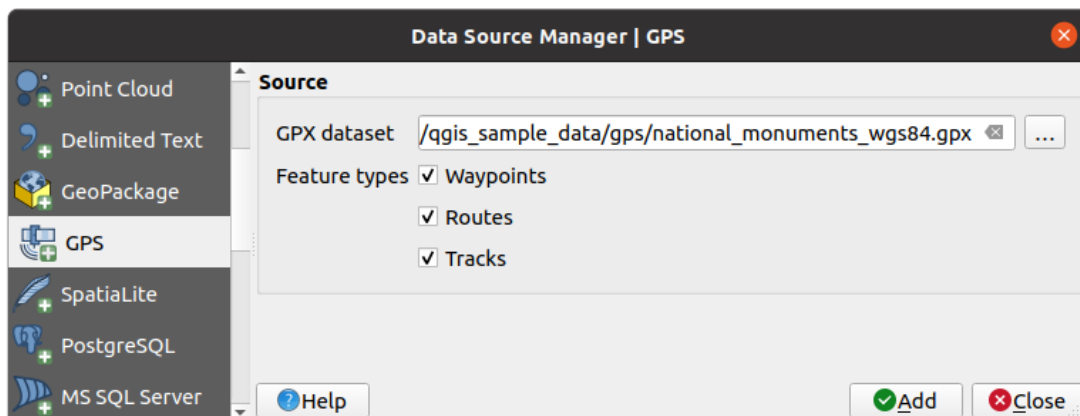 Data Source Manager | GPS
Point Cloud
Delimited Text
GeoPackage
GPS
SpatiaLite
PostgreSQL
MS SQL Server
Source
GPX dataset /qgis_sample_data/gps/national_monuments_wgs84.gpx ...
Feature types Waypoints
Routes
Tracks
Help Add Close